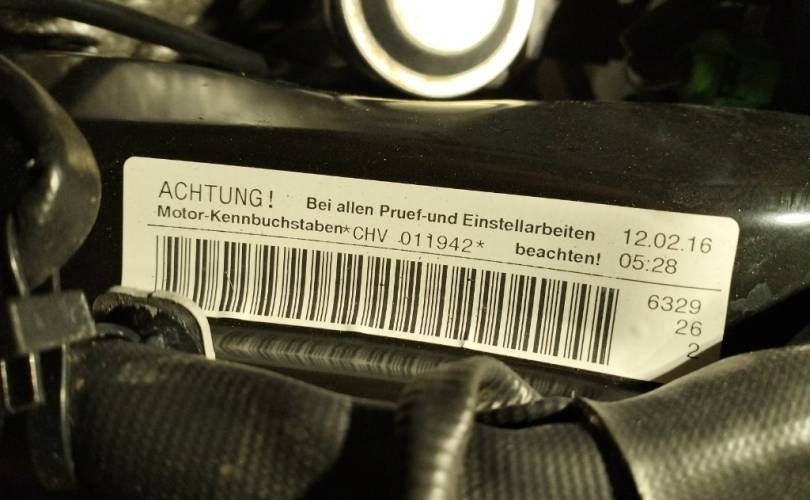 ACHTUNG! Bei allen Pruef-und Einstellarbeiten 12.02.16
Motor-Kennbuchstaben*CHV 011942* beachten! 05:28
6329
26
2